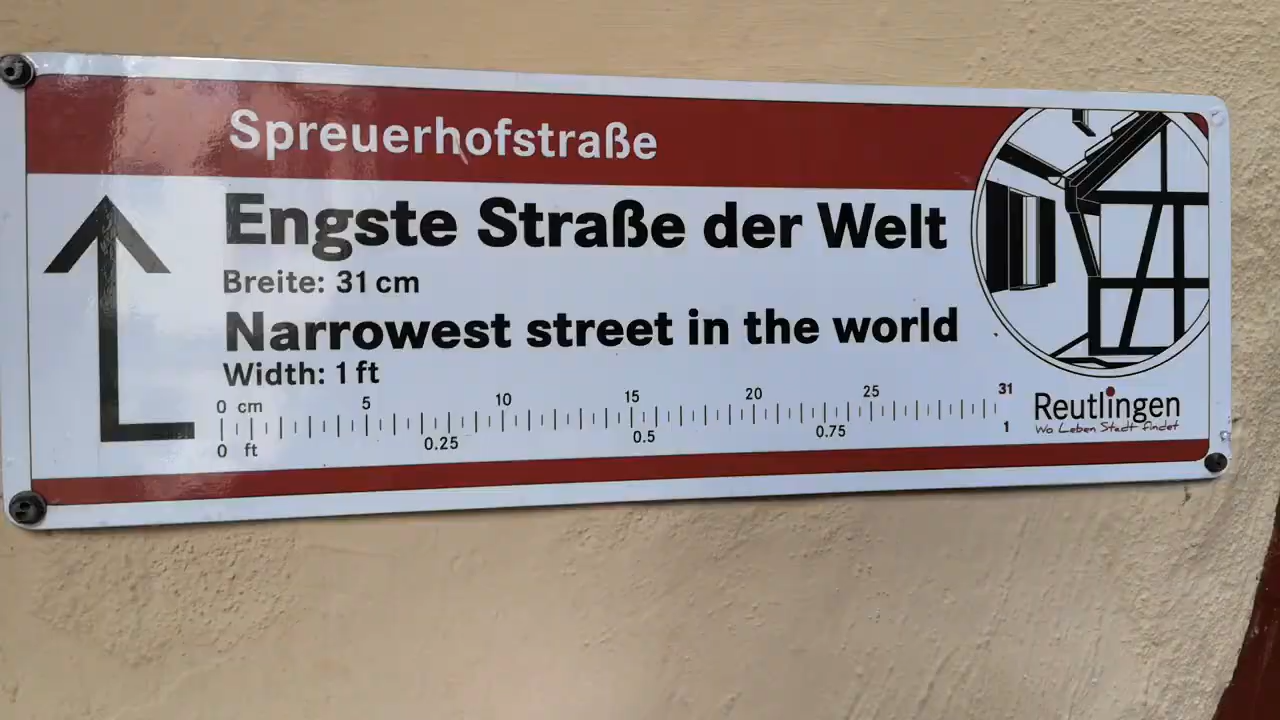 Spreuerhofstraße
Engste Straße der Welt
Breite: 31 cm
Narrowest street in the world
Width: 1 ft
0 cm 5 10 15 20 25 31
0 ft 0.25 0.5 0.75 1
Reutlingen
Wo Leben Stadt findet